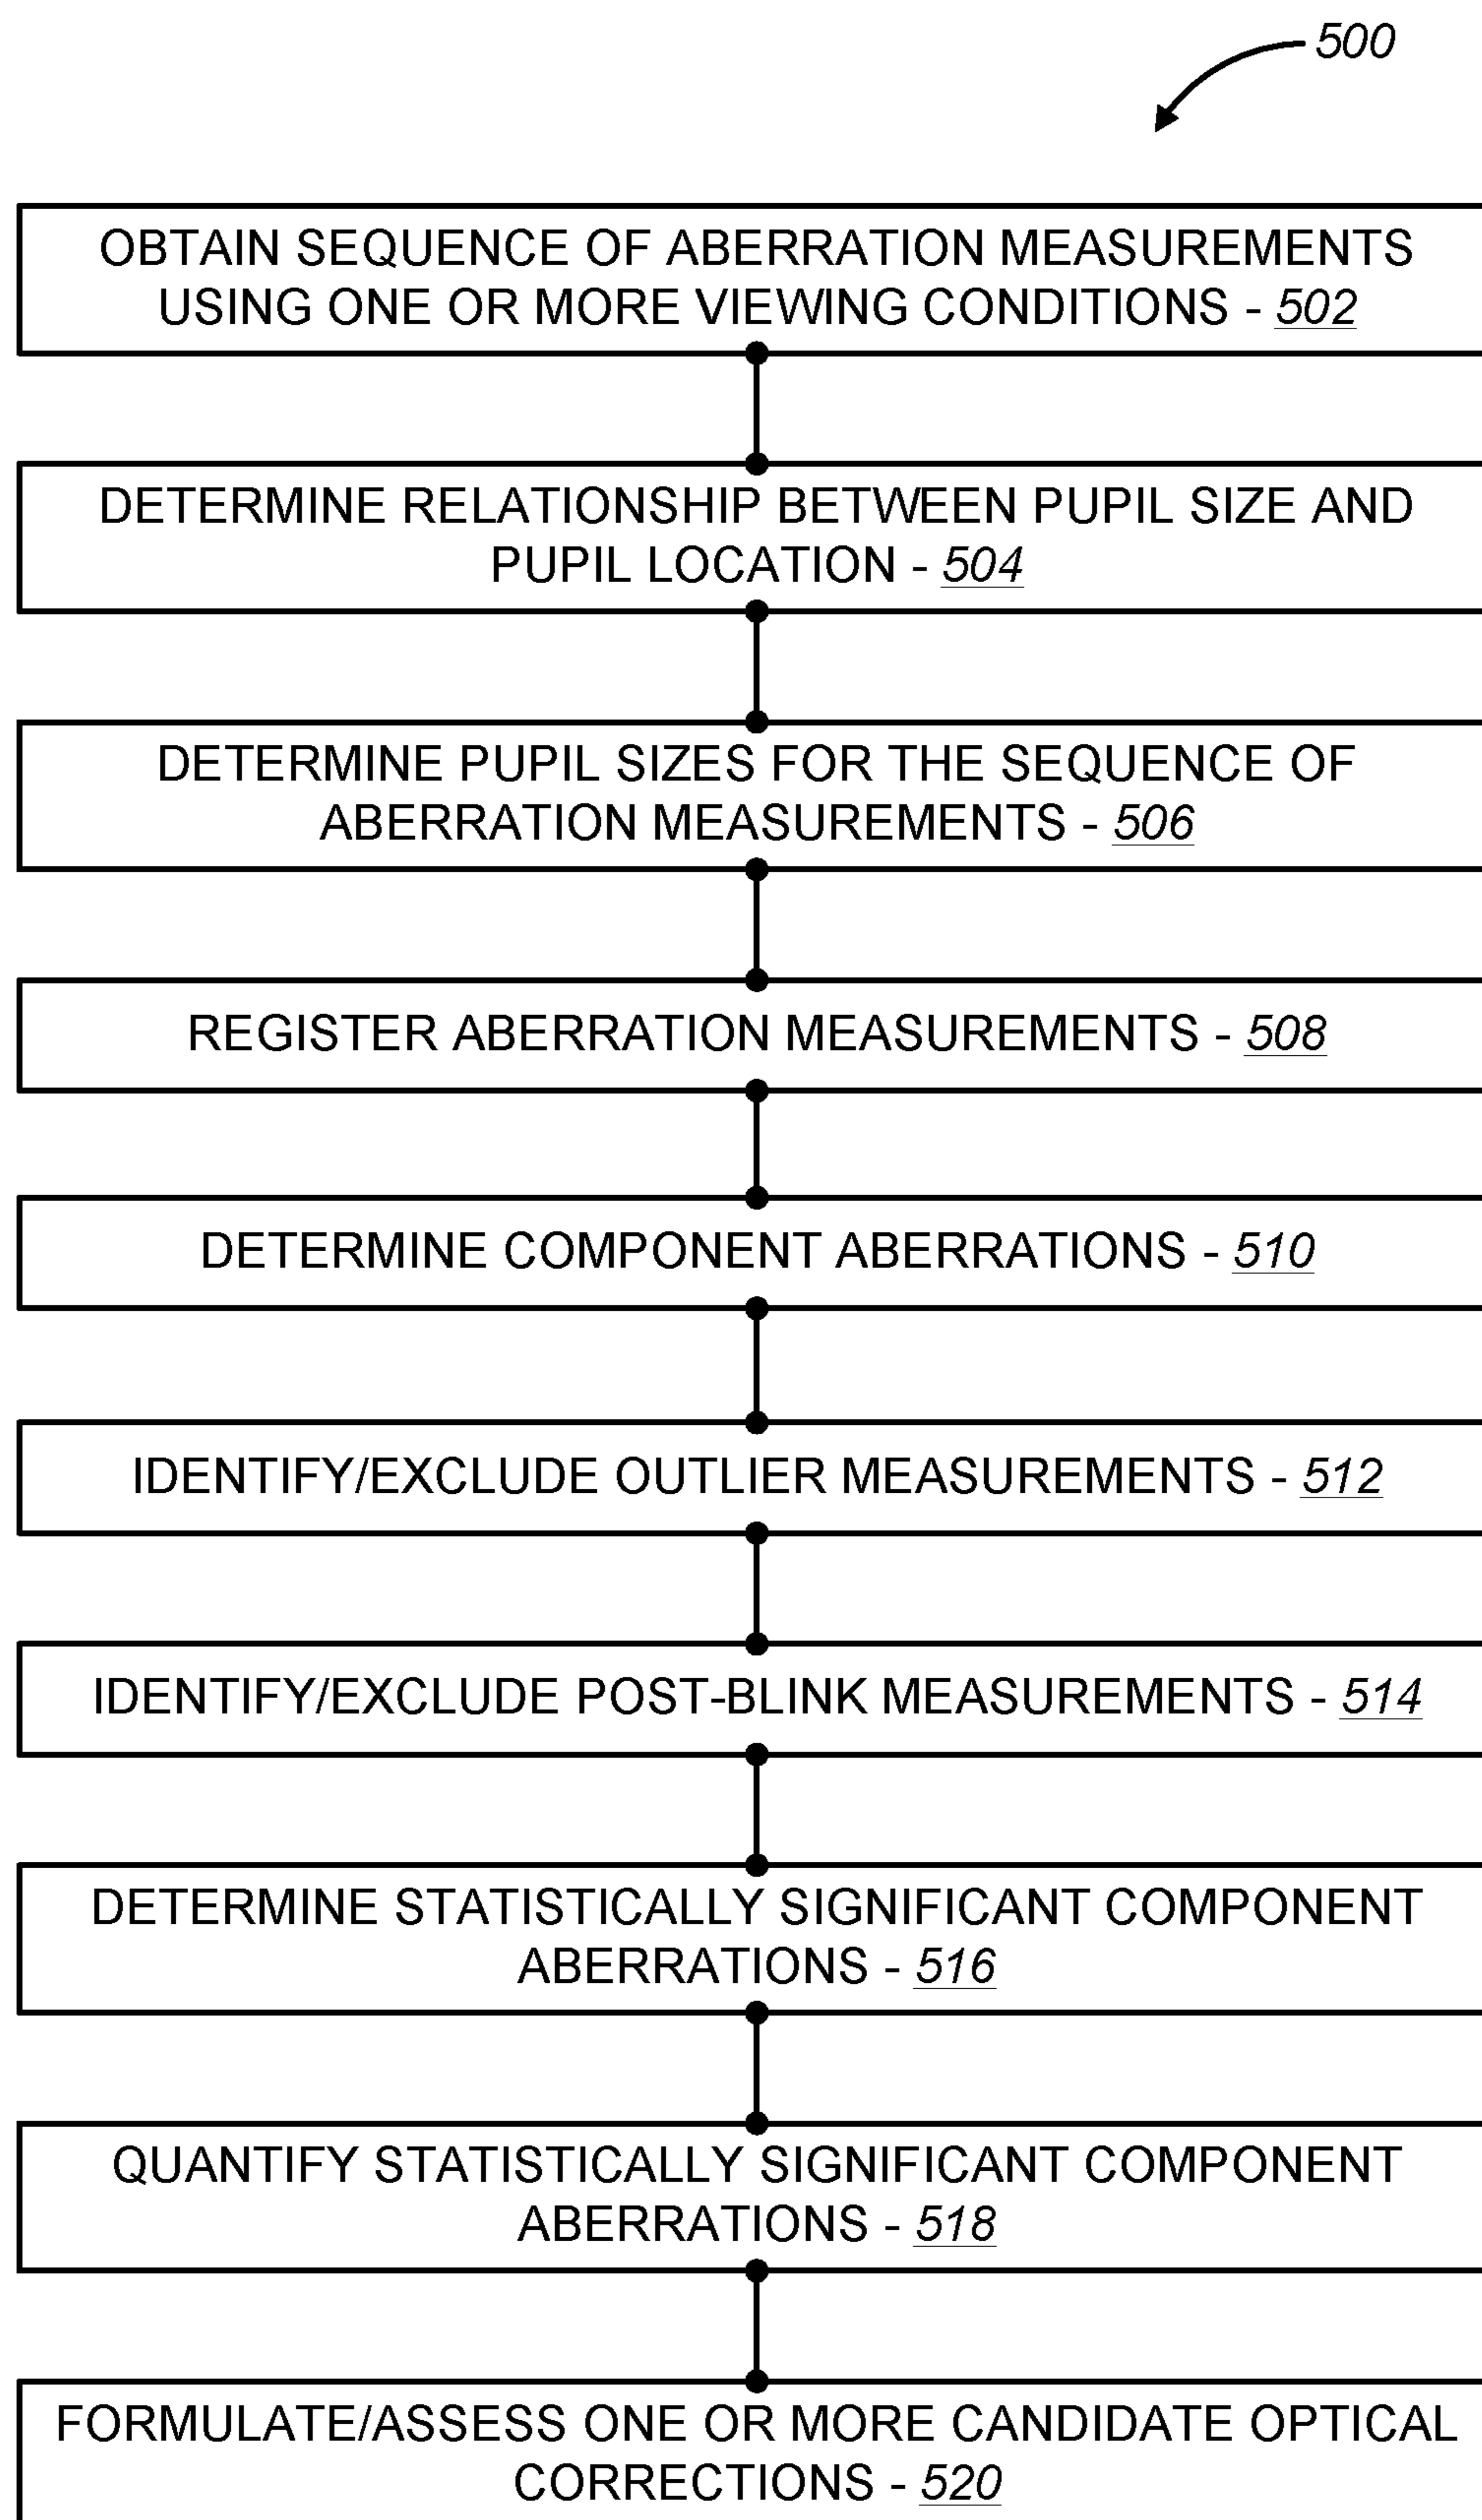 500
OBTAIN SEQUENCE OF ABERRATION MEASUREMENTS
USING ONE OR MORE VIEWING CONDITIONS - 502
DETERMINE RELATIONSHIP BETWEEN PUPIL SIZE AND
PUPIL LOCATION - 504
DETERMINE PUPIL SIZES FOR THE SEQUENCE OF
ABERRATION MEASUREMENTS - 506
REGISTER ABERRATION MEASUREMENTS - 508
DETERMINE COMPONENT ABERRATIONS - 510
IDENTIFY/EXCLUDE OUTLIER MEASUREMENTS - 512
IDENTIFY/EXCLUDE POST-BLINK MEASUREMENTS - 514
DETERMINE STATISTICALLY SIGNIFICANT COMPONENT
ABERRATIONS - 516
QUANTIFY STATISTICALLY SIGNIFICANT COMPONENT
ABERRATIONS - 518
FORMULATE/ASSESS ONE OR MORE CANDIDATE OPTICAL
CORRECTIONS - 520